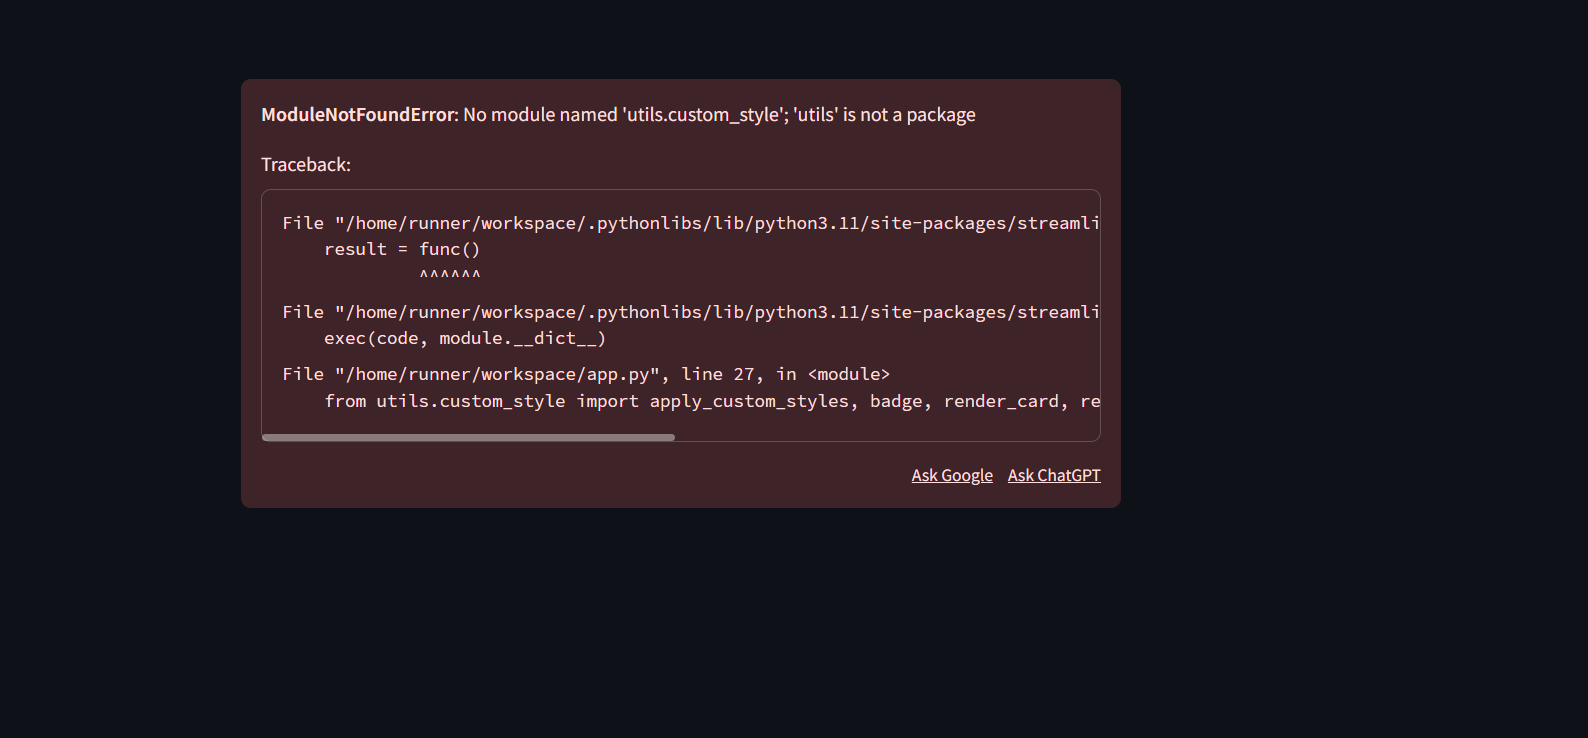 ModuleNotFoundError: No module named 'utils.custom_style'; 'utils' is not a package
Traceback:
File "/home/runner/workspace/.pythonlibs/lib/python3.11/site-packages/streamli
    result = func()
             ^^^^^^
File "/home/runner/workspace/.pythonlibs/lib/python3.11/site-packages/streamli
    exec(code, module.__dict__)
File "/home/runner/workspace/app.py", line 27, in <module>
    from utils.custom_style import apply_custom_styles, badge, render_card, re
Ask Google Ask ChatGPT